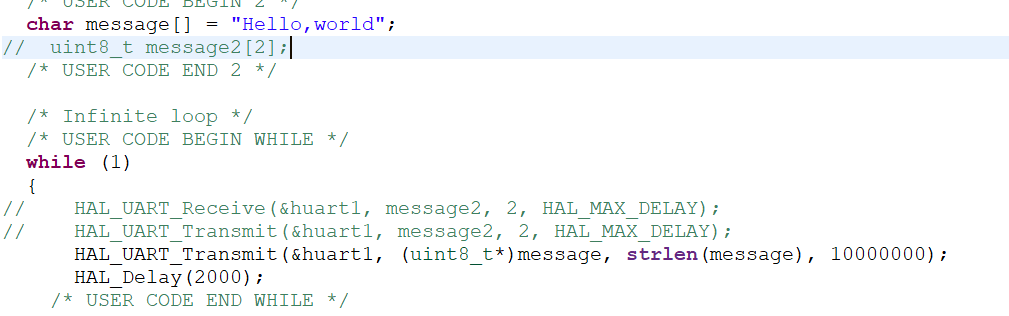 /* USER CODE BEGIN 2 */
char message[] = "Hello,world";
// uint8_t message2[2];
/* USER CODE END 2 */
/* Infinite loop */
/* USER CODE BEGIN WHILE */
while (1)
{
// HAL_UART_Receive(&huart1, message2, 2, HAL_MAX_DELAY);
// HAL_UART_Transmit(&huart1, message2, 2, HAL_MAX_DELAY);
HAL_UART_Transmit(&huart1, (uint8_t*)message, strlen(message), 10000000);
HAL_Delay(2000);
/* USER CODE END WHILE */